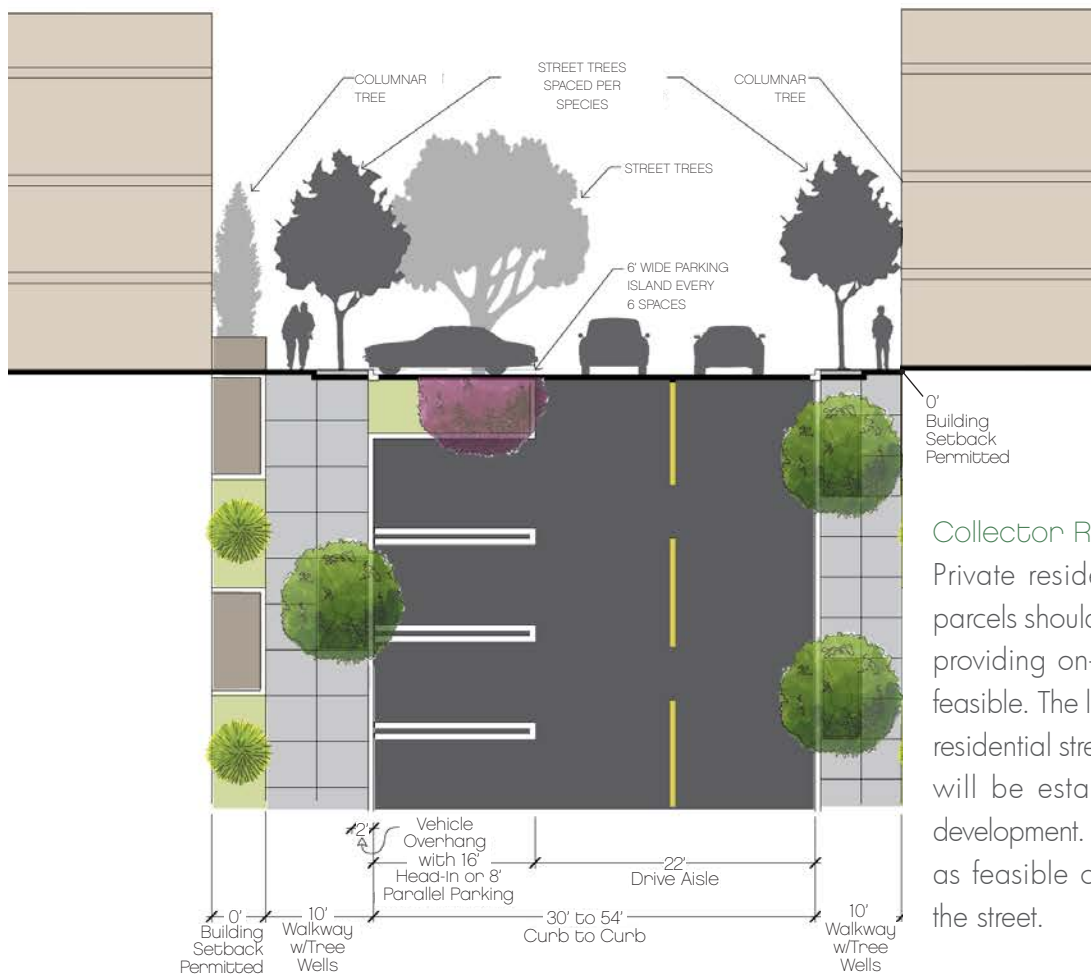 COLUMNAR
TREE
STREET TREES
SPACED PER
SPECIES
COLUMNAR
TREE
STREET TREES
6' WIDE PARKING
ISLAND EVERY
6 SPACES
0'
Building
Setback
Permitted
Collector R
Private reside
parcels should
providing on-
feasible. The l
residential stre
will be esta
development.
as feasible o
the street.
2'
Vehicle
Overhang
with 16'
Head-In or 8'
Parallel Parking
22'
Drive Aisle
0'
Building
Setback
Permitted
10'
Walkway
w/Tree
Wells
30' to 54'
Curb to Curb
10'
Walkway
w/Tree
Wells